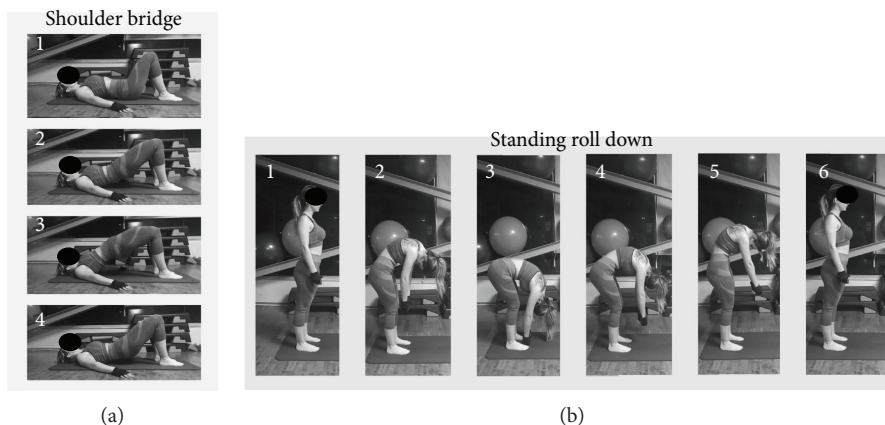 Shoulder bridge
1
2
3
4
(a)
Standing roll down
1 2 3 4 5 6
(b)